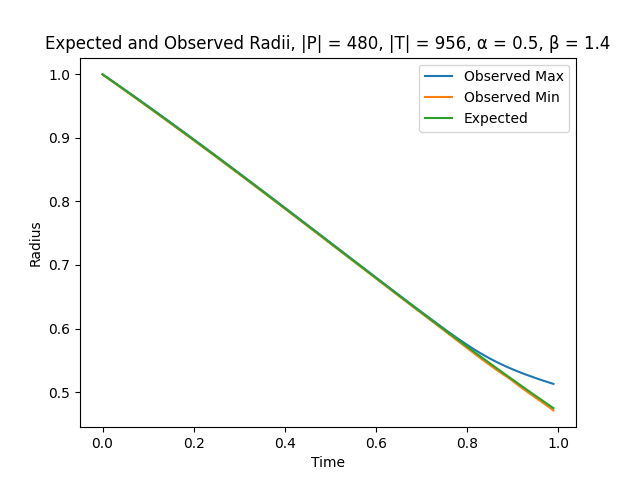 Expected and Observed Radii, |P| = 480, |T| = 956, α = 0.5, β = 1.4
Observed Max
Observed Min
Expected
1.0
0.9
0.8
0.7
0.6
0.5
Radius
0.0 0.2 0.4 0.6 0.8 1.0
Time